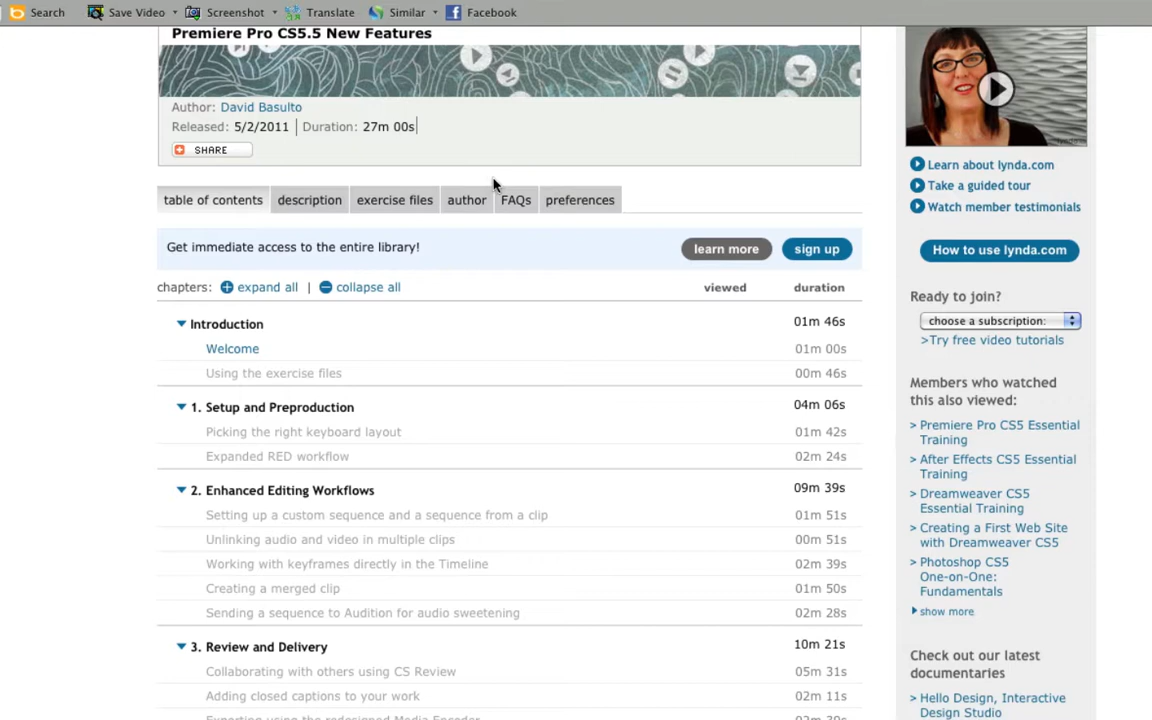 Search Save Video Screenshot Translate Similar Facebook
Premiere Pro CS5.5 New Features
Author: David Basulto
Released: 5/2/2011 | Duration: 27m 00s
SHARE
table of contents description exercise files author FAQs preferences
Get immediate access to the entire library! learn more sign up
chapters: expand all | collapse all viewed duration
Introduction 01m 46s
Welcome 01m 00s
Using the exercise files 00m 46s
1. Setup and Preproduction 04m 06s
Picking the right keyboard layout 01m 42s
Expanded RED workflow 02m 24s
2. Enhanced Editing Workflows 09m 39s
Setting up a custom sequence and a sequence from a clip 01m 51s
Unlinking audio and video in multiple clips 00m 51s
Working with keyframes directly in the Timeline 02m 39s
Creating a merged clip 01m 50s
Sending a sequence to Audition for audio sweetening 02m 28s
3. Review and Delivery 10m 21s
Collaborating with others using CS Review 05m 31s
Adding closed captions to your work 02m 11s
Exporting using the redesigned Media Encoder
Learn about lynda.com
Take a guided tour
Watch member testimonials
How to use lynda.com
Ready to join?
choose a subscription:
>Try free video tutorials
Members who watched
this also viewed:
> Premiere Pro CS5 Essential
Training
> After Effects CS5 Essential
Training
> Dreamweaver CS5
Essential Training
> Creating a First Web Site
with Dreamweaver CS5
> Photoshop CS5
One-on-One:
Fundamentals
show more
Check out our latest
documentaries
> Hello Design, Interactive
Design Studio